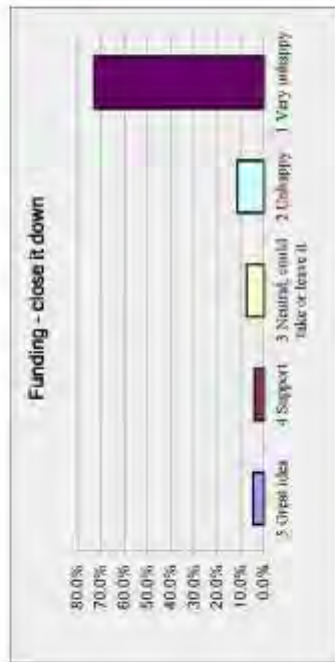 Funding - close it down
80.0%
70.0%
60.0%
50.0%
40.0%
30.0%
20.0%
10.0%
0.0%
5 Great idea
4 Support
3 Neutral, could
take or leave it
2 Unhappy
1 Very unhappy